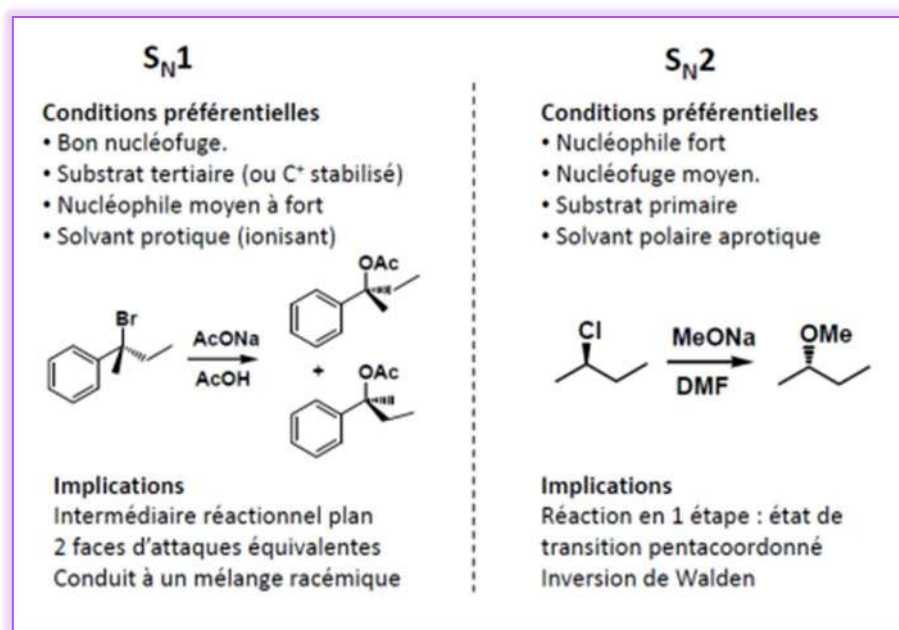 SN1
Conditions préférentielles
• Bon nucléofuge.
• Substrat tertiaire (ou C⁺ stabilisé)
• Nucléophile moyen à fort
• Solvant protique (ionisant)
Br
AcONa
AcOH
OAc
+
OAc
Implications
Intermédiaire réactionnel plan
2 faces d'attaques équivalentes
Conduit à un mélange racémique
SN2
Conditions préférentielles
• Nucléophile fort
• Nucléofuge moyen.
• Substrat primaire
• Solvant polaire aprotique
Cl
MeONa
DMF
OMe
Implications
Réaction en 1 étape : état de
transition pentacoordonné
Inversion de Walden